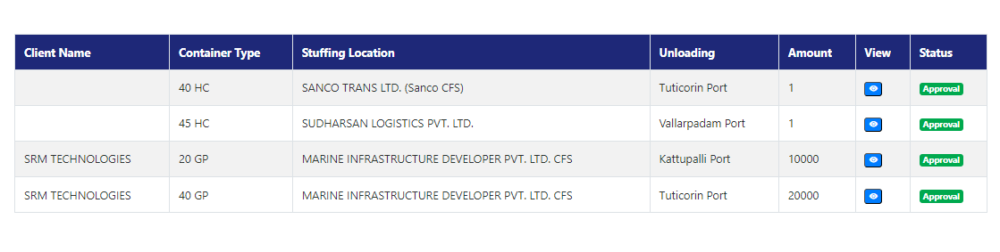 Client Name Container Type Stuffing Location Unloading Amount View Status
40 HC SANCO TRANS LTD. (Sanco CFS) Tuticorin Port 1 Approval
45 HC SUDHARSAN LOGISTICS PVT. LTD. Vallarpadam Port 1 Approval
SRM TECHNOLOGIES 20 GP MARINE INFRASTRUCTURE DEVELOPER PVT. LTD. CFS Kattupalli Port 10000 Approval
SRM TECHNOLOGIES 40 GP MARINE INFRASTRUCTURE DEVELOPER PVT. LTD. CFS Tuticorin Port 20000 Approval